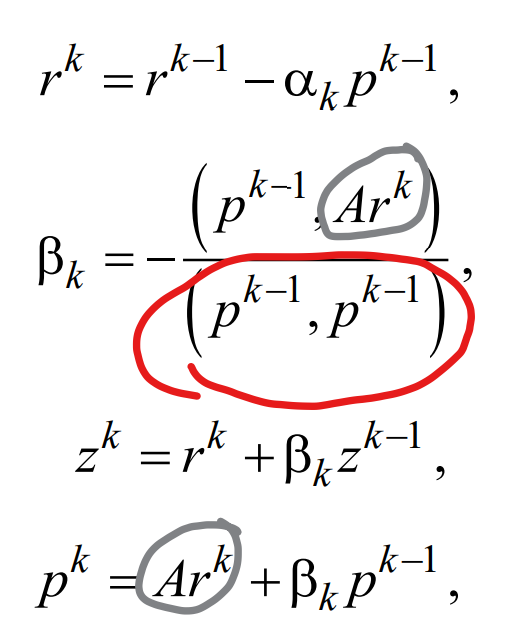 r^k = r^{k−1} − α_k p^{k−1} ,
β_k = − (p^{k−1}, Ar^k) / (p^{k−1}, p^{k−1}) ,
z^k = r^k + β_k z^{k−1} ,
p^k = Ar^k + β_k p^{k−1} ,